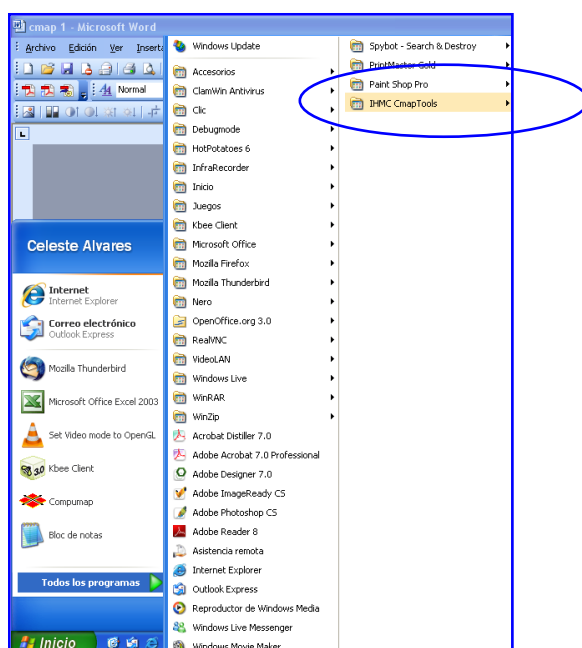 cmap 1 - Microsoft Word
Archivo Edición Ver Inserta
Normal
L
Celeste Alvares
Internet
Internet Explorer
Correo electrónico
Outlook Express
Mozilla Thunderbird
Microsoft Office Excel 2003
Set Video mode to OpenGL
Kbee Client
Compumap
Bloc de notas
Todos los programas
Inicio
Windows Update
Accesorios
ClamWin Antivirus
Clic
Debugmode
HotPotatoes 6
InfraRecorder
Inicio
Juegos
Kbee Client
Microsoft Office
Mozilla Firefox
Mozilla Thunderbird
Nero
OpenOffice.org 3.0
RealVNC
VideoLAN
Windows Live
WinRAR
WinZip
Acrobat Distiller 7.0
Adobe Acrobat 7.0 Professional
Adobe Designer 7.0
Adobe ImageReady CS
Adobe Photoshop CS
Adobe Reader 8
Asistencia remota
Internet Explorer
Outlook Express
Reproductor de Windows Media
Windows Live Messenger
Windows Movie Maker
Spybot - Search & Destroy
PrintMaster Gold
Paint Shop Pro
IHMC CmapTools